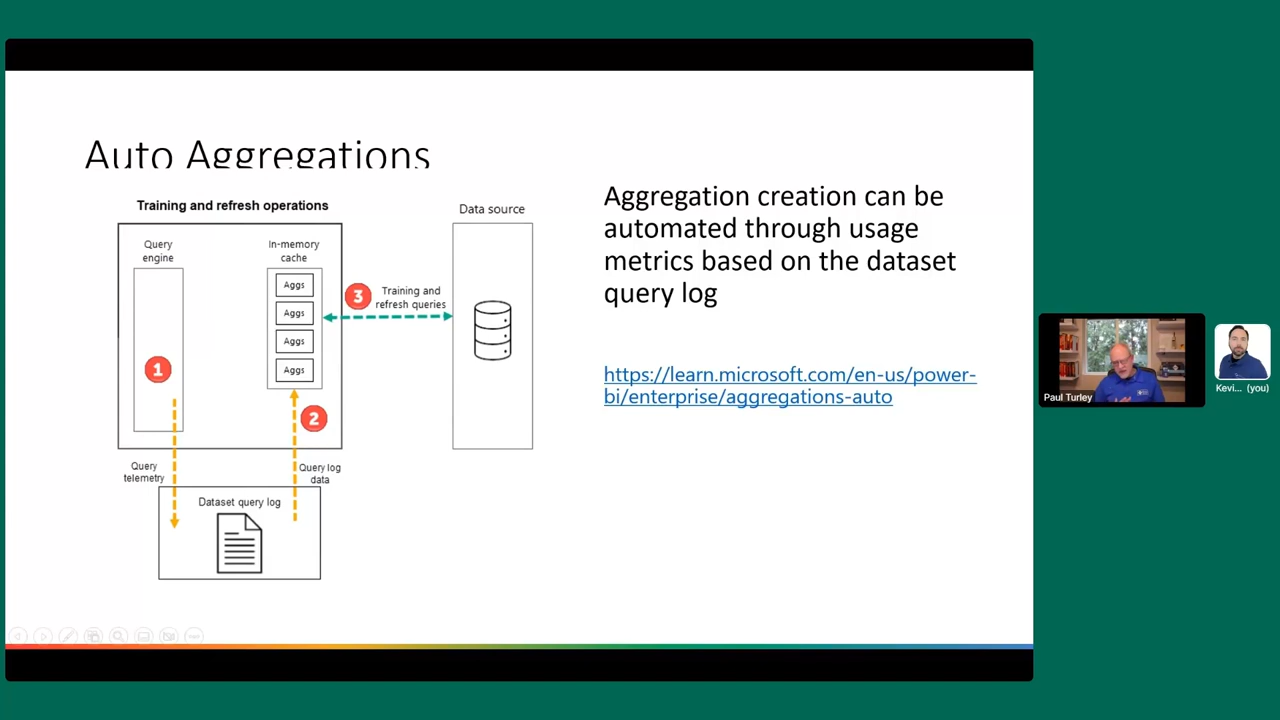 Auto Aggregations
Training and refresh operations
Data source
Query
engine
In-memory
cache
Aggs
Aggs
Aggs
Aggs
1
2
3
Training and
refresh queries
Query
telemetry
Query log
data
Dataset query log
Aggregation creation can be
automated through usage
metrics based on the dataset
query log
https://learn.microsoft.com/en-us/power-
bi/enterprise/aggregations-auto
Paul Turley
Kevi... (you)